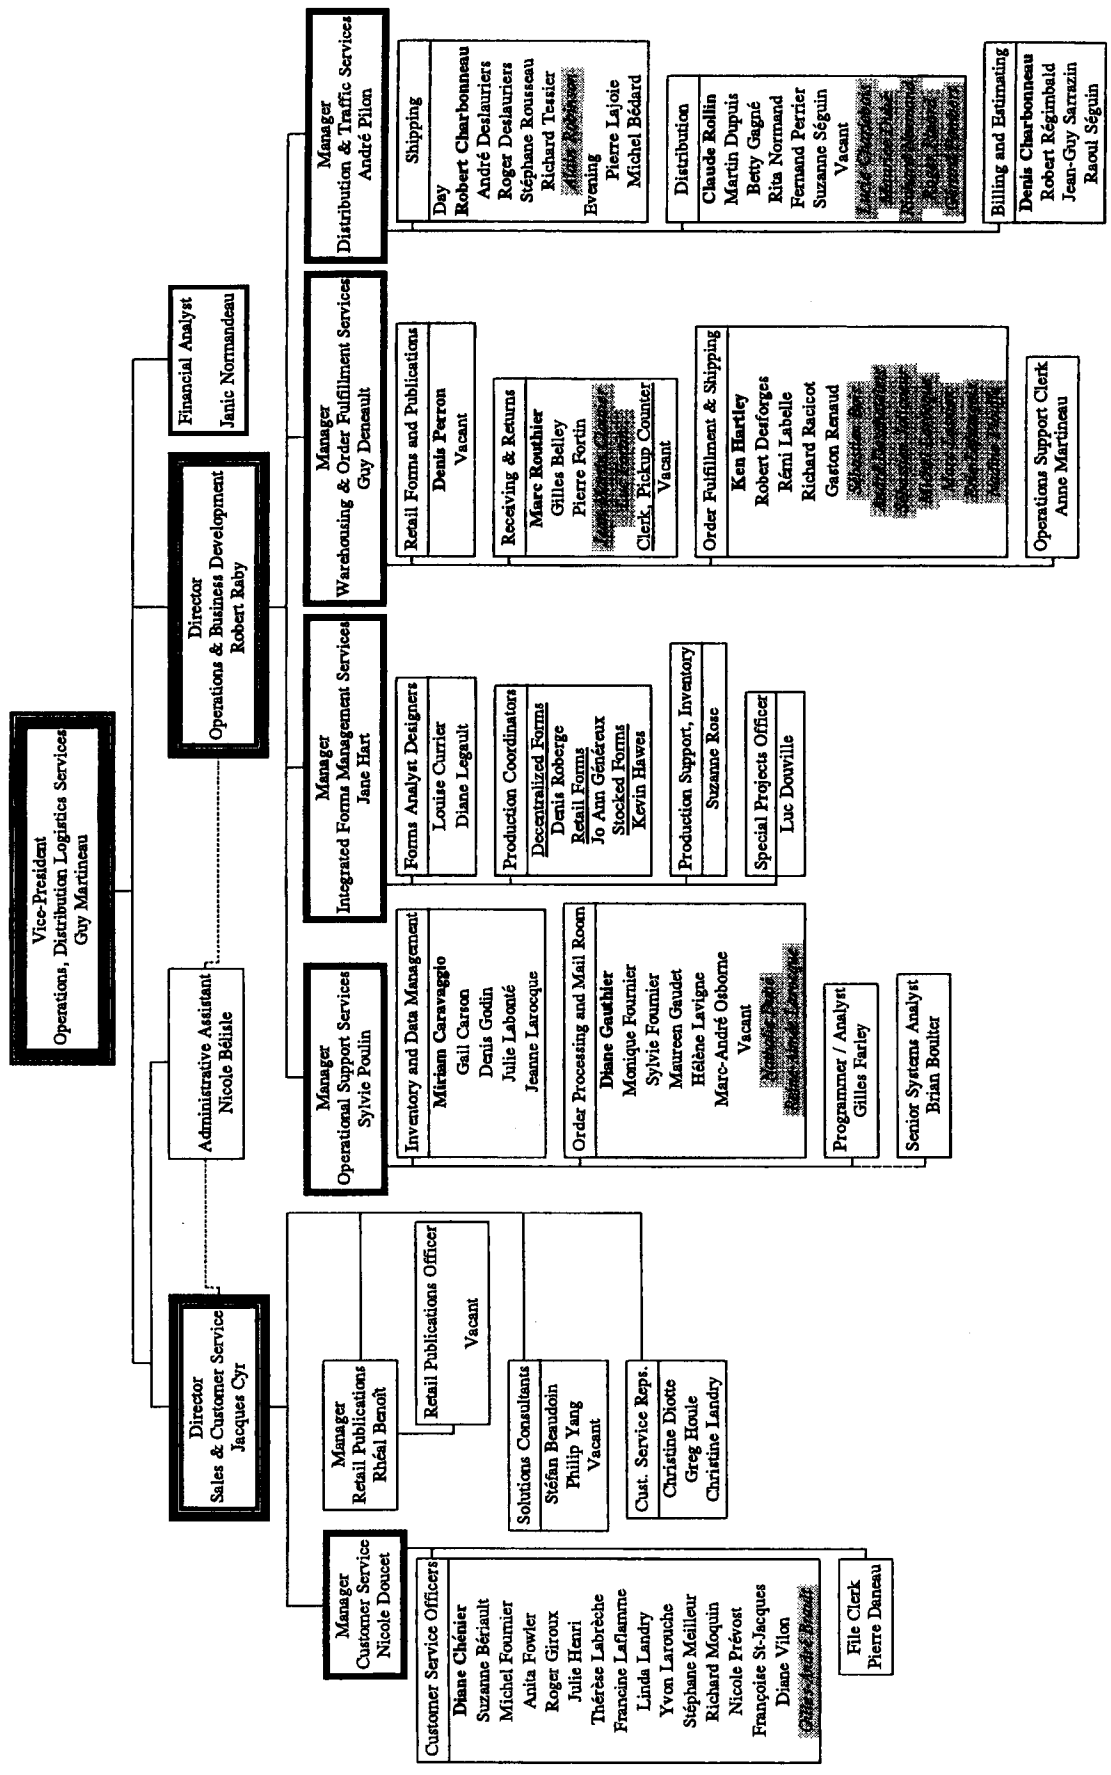 Vice-President
Operations, Distribution Logistics Services
Guy Martineau
Administrative Assistant
Nicole Bélisle
Director
Sales & Customer Service
Jacques Cyr
Director
Operations & Business Development
Robert Raby
Financial Analyst
Janic Normandeau
Manager
Customer Service
Nicole Doucet
Customer Service Officers
Diane Chénier
Suzanne Bériault
Michel Fournier
Anita Fowler
Roger Giroux
Julie Henri
Thérèse Labrèche
Francine Laflamme
Linda Landry
Yvon Larouche
Stéphane Meilleur
Richard Moquin
Nicole Prévost
Françoise St-Jacques
Diane Vilon
File Clerk
Pierre Daneau
Manager
Retail Publications
Rhéal Benoît
Retail Publications Officer
Vacant
Solutions Consultants
Stéfan Beaudoin
Philip Yang
Vacant
Cust. Service Reps.
Christine Diotte
Greg Houle
Christine Landry
Manager
Operational Support Services
Sylvie Poulin
Inventory and Data Management
Miriam Caravaggio
Gail Carson
Denis Godin
Julie Labonté
Jeanne Larocque
Order Processing and Mail Room
Diane Gauthier
Monique Fournier
Sylvie Fournier
Maureen Gaudet
Hélène Lavigne
Marc-André Osborne
Vacant
Programmer / Analyst
Gilles Farley
Senior Systems Analyst
Brian Boulter
Manager
Integrated Forms Management Services
Jane Hart
Forms Analyst Designers
Louise Currier
Diane Legault
Production Coordinators
Decentralized Forms
Denis Roberge
Retail Forms
Jo Ann Généreux
Stocked Forms
Kevin Hawes
Production Support, Inventory
Suzanne Rose
Special Projects Officer
Luc Douville
Manager
Warehousing & Order Fulfillment Services
Guy Deneault
Retail Forms and Publications
Denis Perron
Vacant
Receiving & Returns
Marc Routhier
Gilles Belley
Pierre Fortin
Clerk, Pickup Counter
Vacant
Order Fulfillment & Shipping
Ken Hartley
Robert Desforges
Rémi Labelle
Richard Racicot
Gaston Renaud
Operations Support Clerk
Anne Martineau
Manager
Distribution & Traffic Services
André Pilon
Shipping
Day
Robert Charbonneau
André Deslauriers
Roger Deslauriers
Stéphane Rousseau
Richard Tessier
Alain Robinson
Evening
Pierre Lajoie
Michel Bédard
Distribution
Claude Rollin
Martin Dupuis
Betty Gagné
Rita Normand
Fernand Perrier
Suzanne Séguin
Vacant
Billing and Estimating
Denis Charbonneau
Robert Régimbald
Jean-Guy Sarrazin
Raoul Séguin